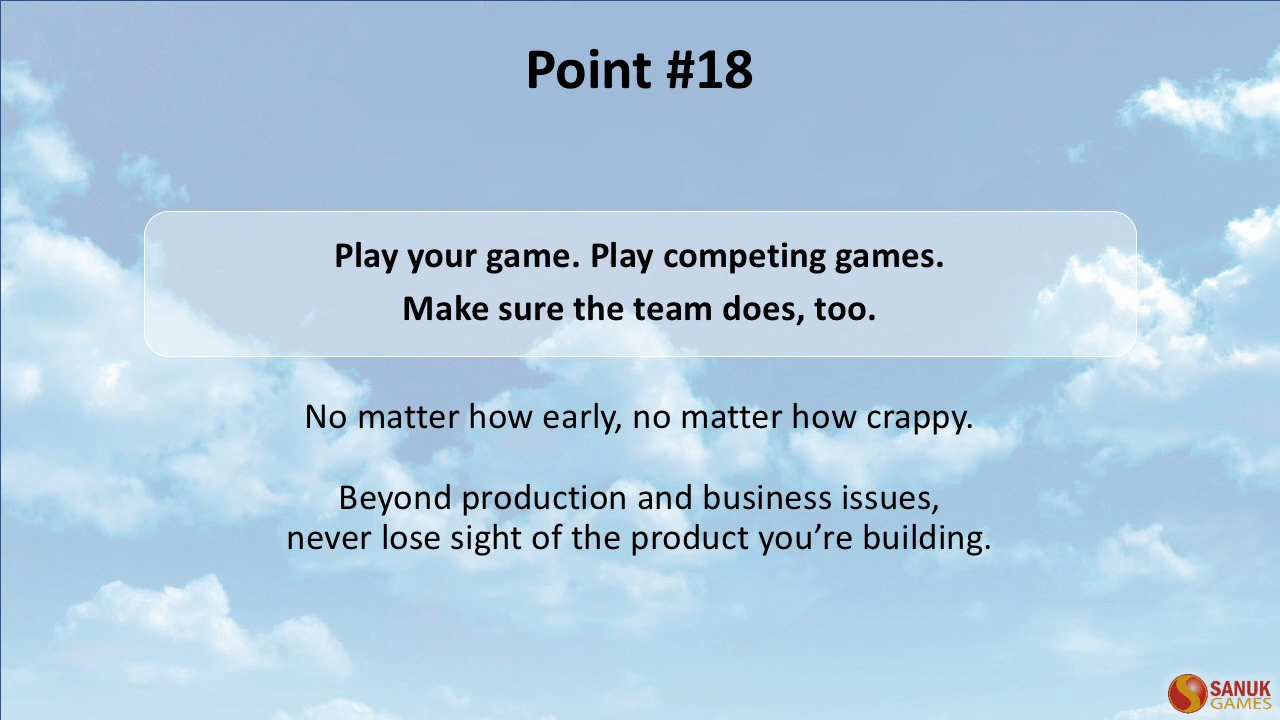 Point #18
Play your game. Play competing games.
Make sure the team does, too.
No matter how early, no matter how crappy.
Beyond production and business issues,
never lose sight of the product you’re building.
SANUK
GAMES